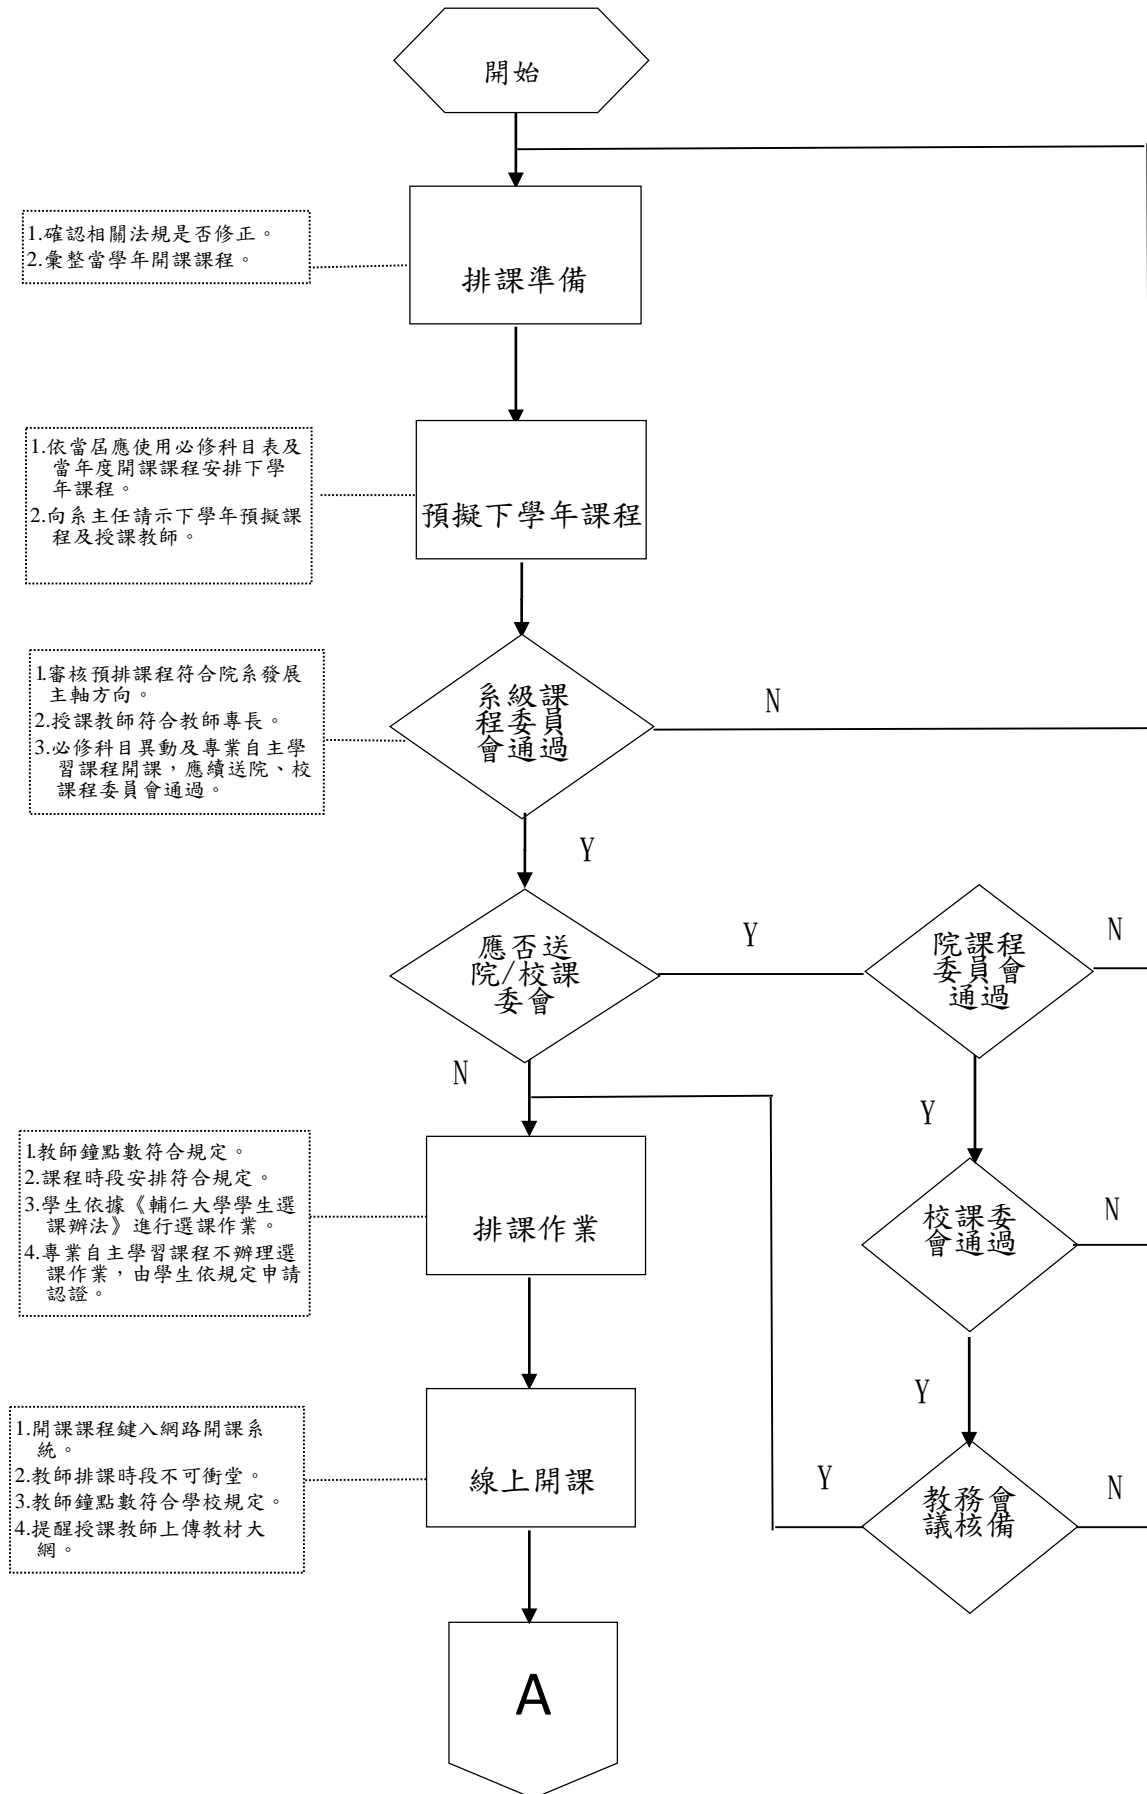 開始
1.確認相關法規是否修正。
2.彙整當學年開課課程。
排課準備
1.依當屆應使用必修科目表及
當年度開課課程安排下學
年課程。
2.向系主任請示下學年預擬課
程及授課教師。
預擬下學年課程
1.審核預排課程符合院系發展
主軸方向。
2.授課教師符合教師專長。
3.必修科目異動及專業自主學
習課程開課，應續送院、校
課程委員會通過。
系級課
程委員
會通過
N
Y
應否送
院/校課
委會
Y
院課程
委員會
通過
N
N
Y
1.教師鐘點數符合規定。
2.課程時段安排符合規定。
3.學生依據《輔仁大學學生選
課辦法》進行選課作業。
4.專業自主學習課程不辦理選
課作業，由學生依規定申請
認證。
排課作業
校課委
會通過
N
Y
1.開課課程鍵入網路開課系
統。
2.教師排課時段不可衝堂。
3.教師鐘點數符合學校規定。
4.提醒授課教師上傳教材大
網。
線上開課
Y
教務會
議核備
N
A